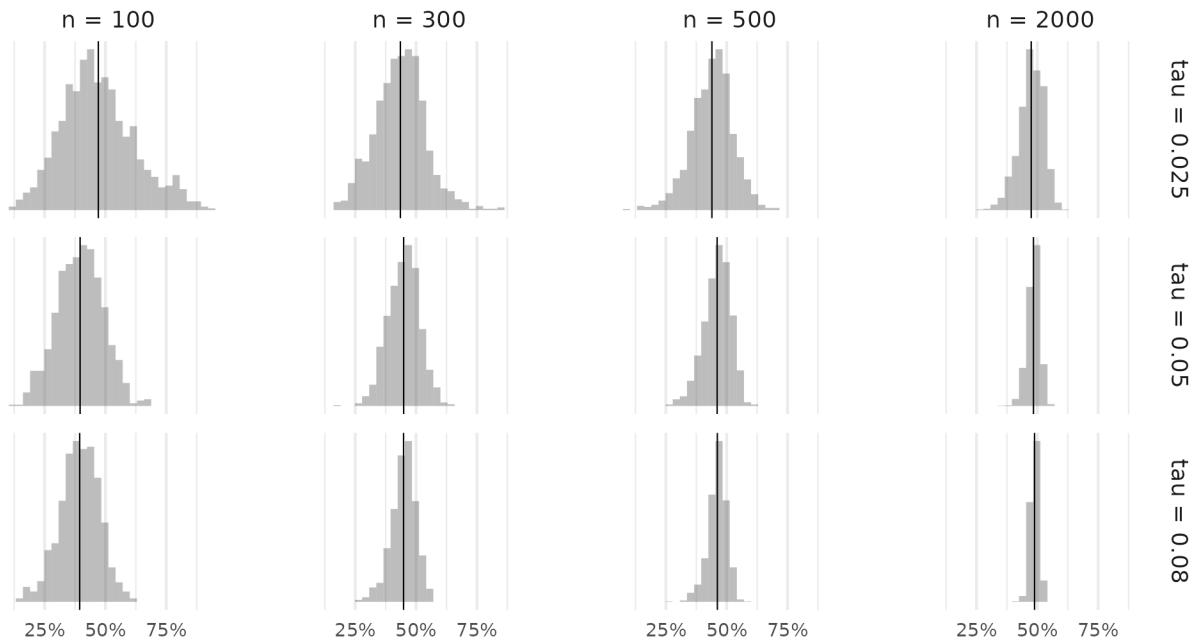 n = 100 n = 300 n = 500 n = 2000
tau = 0.025
tau = 0.05
tau = 0.08
25% 50% 75% 25% 50% 75% 25% 50% 75% 25% 50% 75%